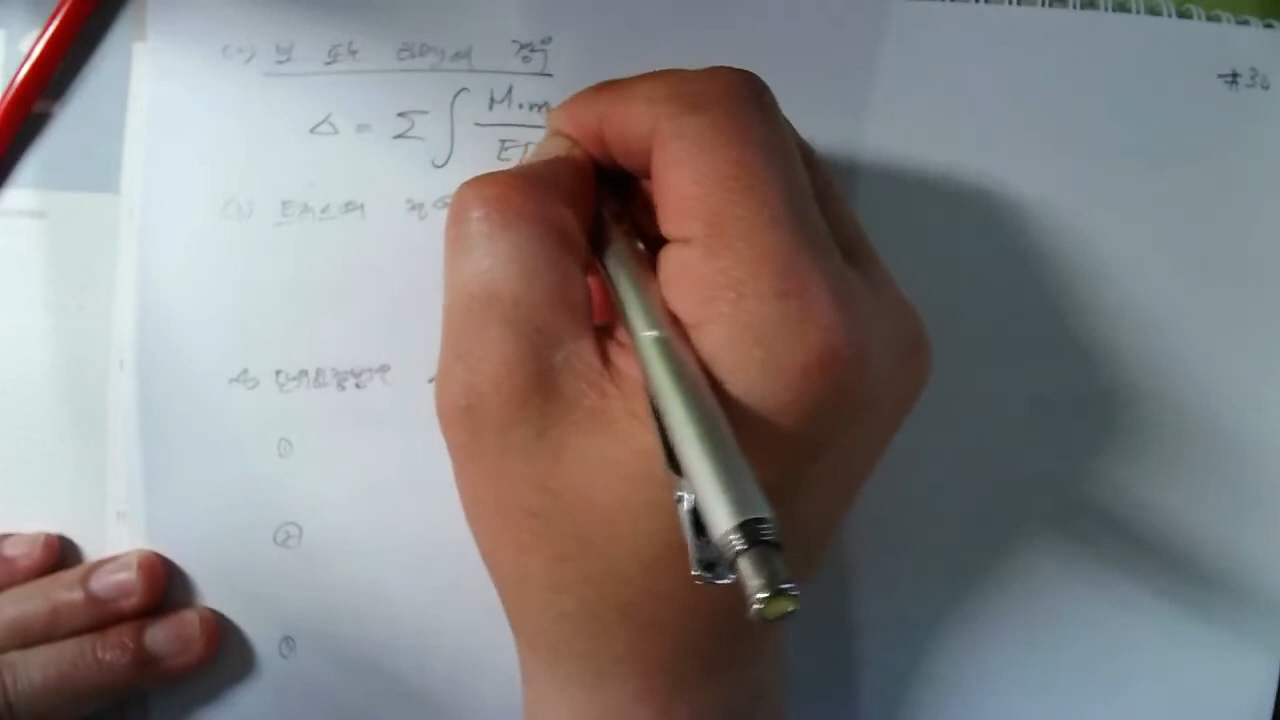 #30
(2) 보 또는 라멘의 경우
Δ = Σ∫ M·m
EI
(3) 트러스의 경우
4) 단위하중법의
①
②
③